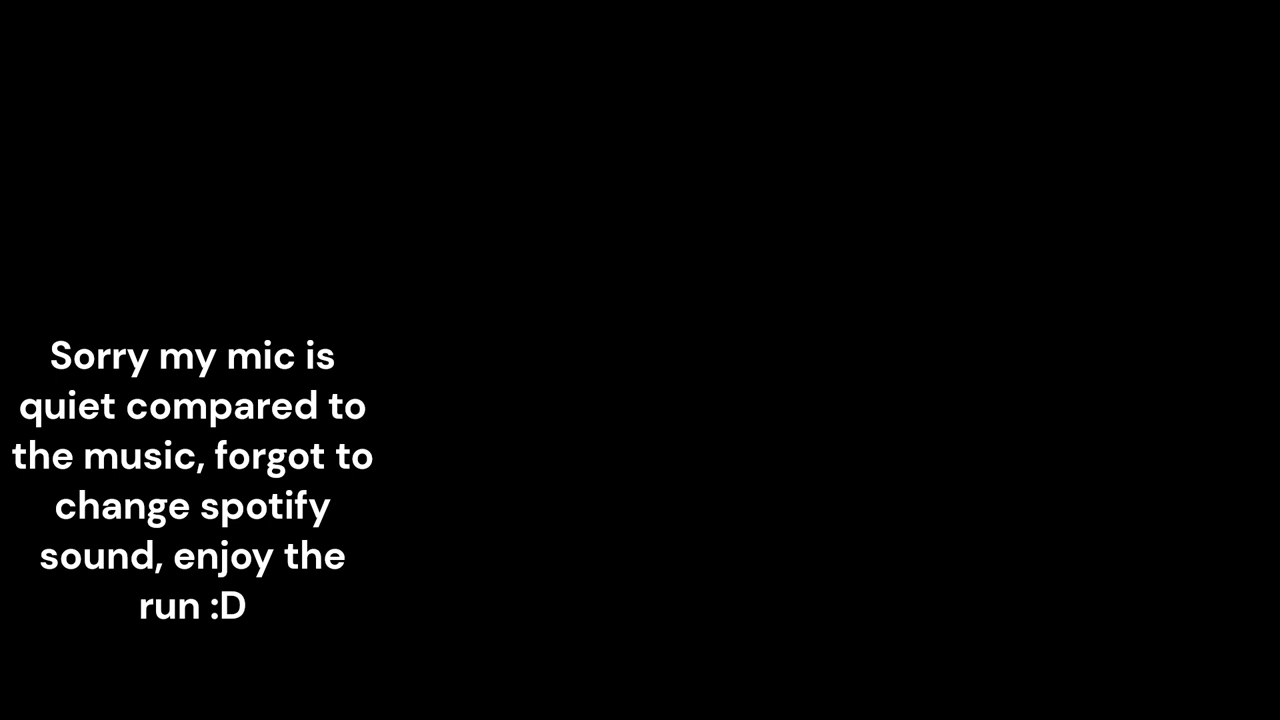 Sorry my mic is
quiet compared to
the music, forgot to
change spotify
sound, enjoy the
run :D